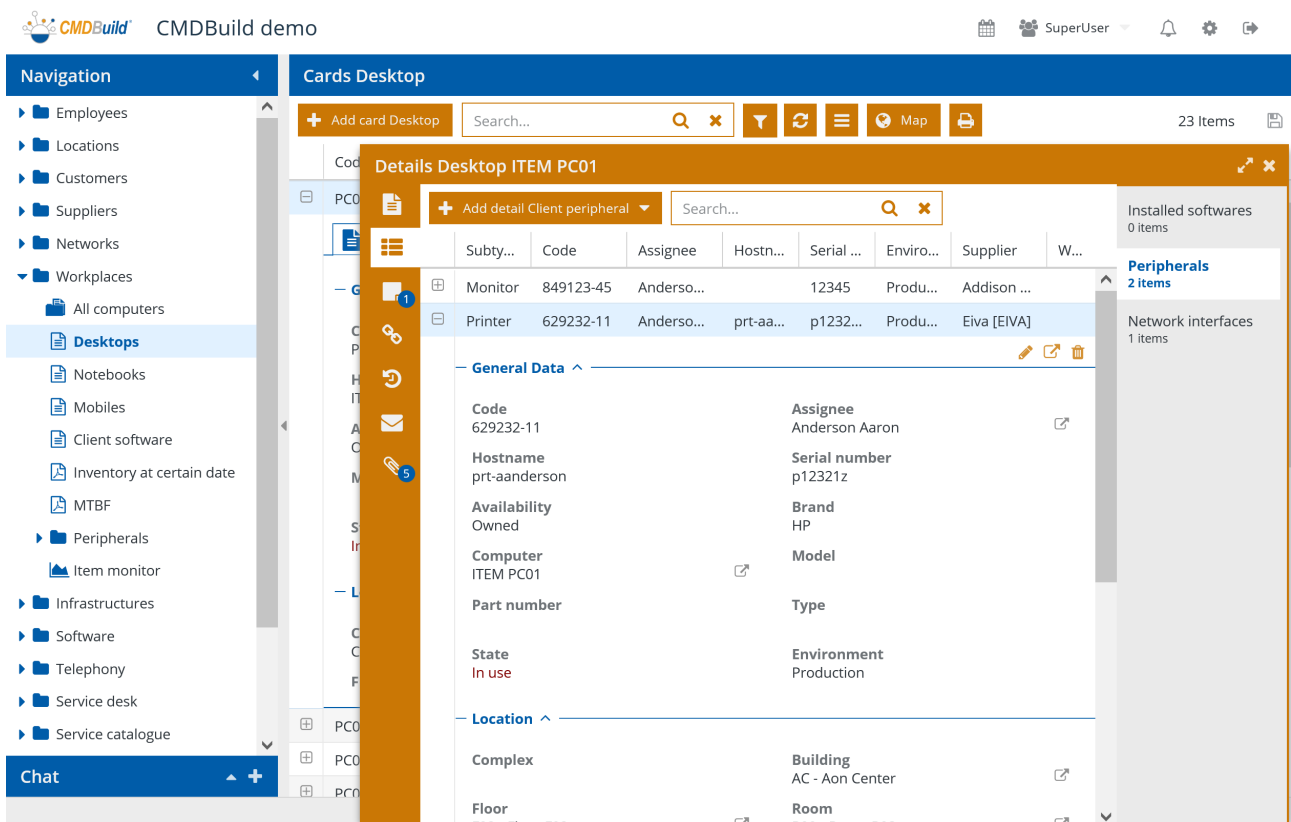 CMDBuild CMDBuild demo
SuperUser
Navigation
Employees
Locations
Customers
Suppliers
Networks
Workplaces
All computers
Desktops
Notebooks
Mobiles
Client software
Inventory at certain date
MTBF
Peripherals
Item monitor
Infrastructures
Software
Telephony
Service desk
Service catalogue
Chat
Cards Desktop
Add card Desktop
Search...
Map
23 Items
Details Desktop ITEM PC01
Add detail Client peripheral
Search...
Subty... Code Assignee Hostn... Serial ... Enviro... Supplier W...
Monitor 849123-45 Anderso... 12345 Produ... Addison ...
Printer 629232-11 Anderso... prt-aa... p1232... Produ... Eiva [EIVA]
1
5
General Data
Code Assignee
629232-11 Anderson Aaron
Hostname Serial number
prt-aanderson p12321z
Availability Brand
Owned HP
Computer Model
ITEM PC01
Part number Type
State Environment
In use Production
Location
Complex Building
AC - Aon Center
Floor Room
Installed softwares
0 items
Peripherals
2 items
Network interfaces
1 items